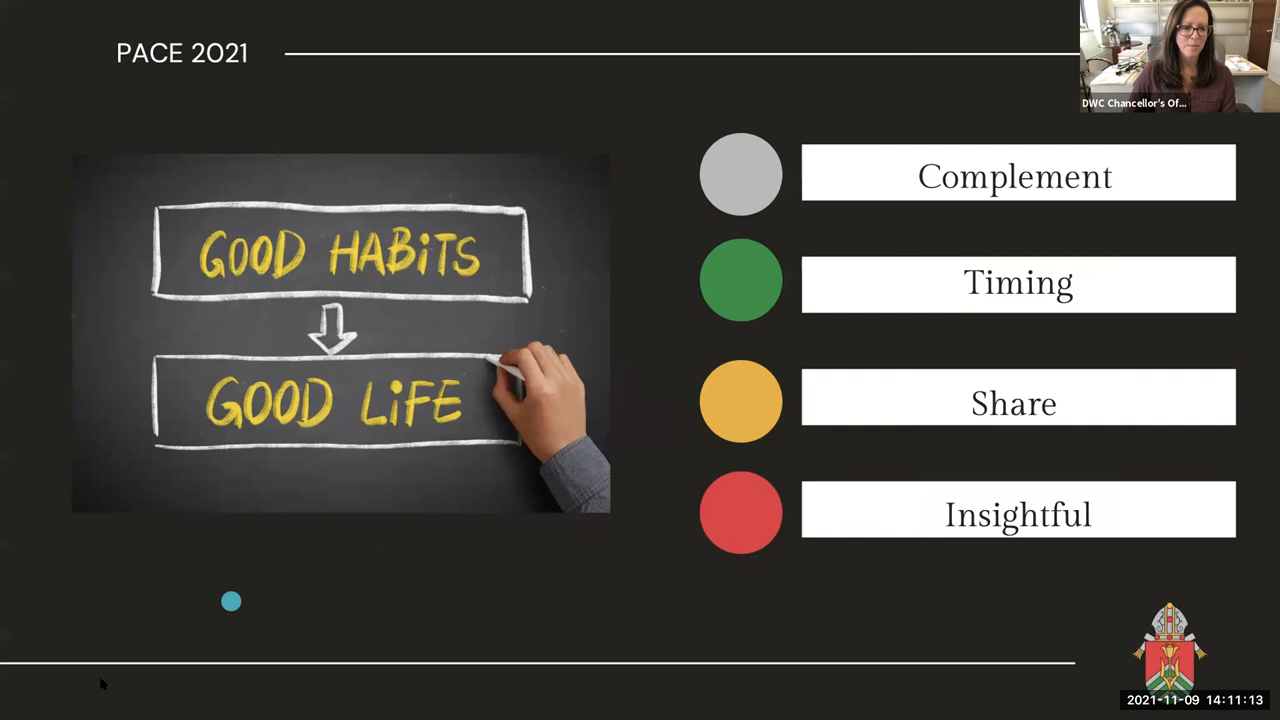 PACE 2021
DWC Chancellor's Of...
GOOD HABiTS
GOOD LiFE
Complement
Timing
Share
Insightful
2021-11-09 14:11:13